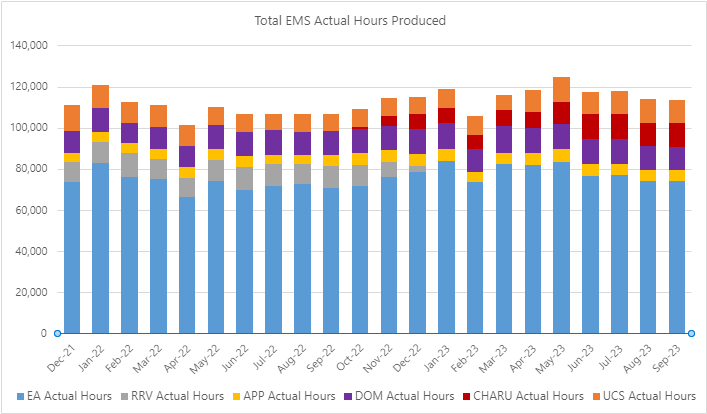 Total EMS Actual Hours Produced
140,000
120,000
100,000
80,000
60,000
40,000
20,000
0
Dec-21 Jan-22 Feb-22 Mar-22 Apr-22 May-22 Jun-22 Jul-22 Aug-22 Sep-22 Oct-22 Nov-22 Dec-22 Jan-23 Feb-23 Mar-23 Apr-23 May-23 Jun-23 Jul-23 Aug-23 Sep-23
EA Actual Hours RRV Actual Hours APP Actual Hours DOM Actual Hours CHARU Actual Hours UCS Actual Hours